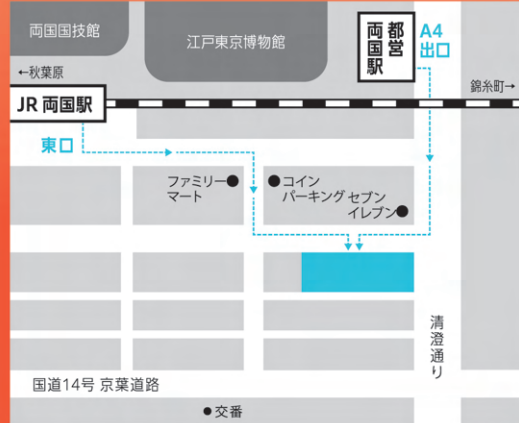 両国国技館
江戸東京博物館
都営
両国駅
A4
出口
←秋葉原
錦糸町→
JR 両国駅
東口
ファミリー
マート
コイン
パーキング
セブン
イレブン
清澄通り
国道14号 京葉道路
交番